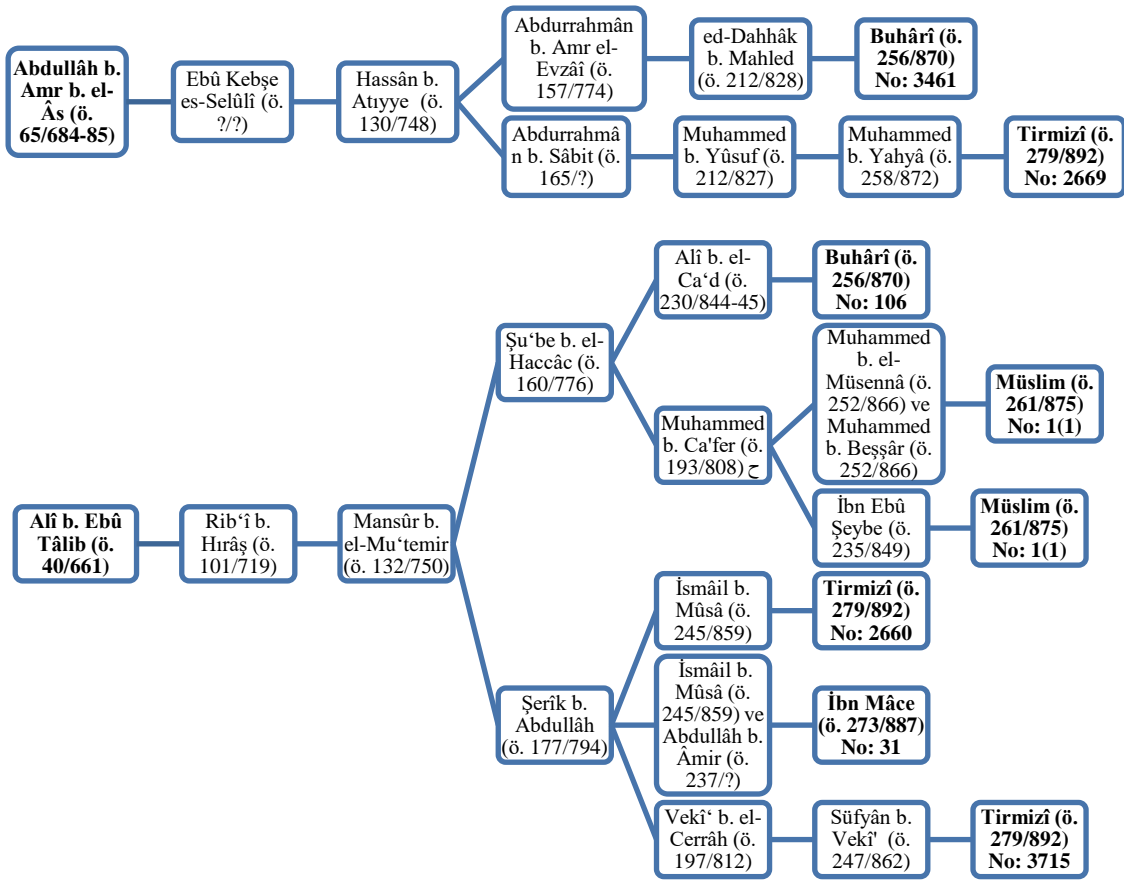 Abdullâh b.
Amr b. el-
Âs (ö.
65/684-85)
Ebû Kebşe
es-Selûlî (ö.
?/?)
Hassân b.
Atıyye (ö.
130/748)
Abdurrahmân
b. Amr el-
Evzâî (ö.
157/774)
ed-Dahhâk
b. Mahled
(ö. 212/828)
Buhârî (ö.
256/870)
No: 3461
Abdurrahmâ
n b. Sâbit (ö.
165/?)
Muhammed
b. Yûsuf (ö.
212/827)
Muhammed
b. Yahyâ (ö.
258/872)
Tirmizî (ö.
279/892)
No: 2669
Alî b. Ebû
Tâlib (ö.
40/661)
Rib‘î b.
Hırâş (ö.
101/719)
Mansûr b.
el-Mu‘temir
(ö. 132/750)
Şu‘be b. el-
Haccâc (ö.
160/776)
Alî b. el-
Ca‘d (ö.
230/844-45)
Buhârî (ö.
256/870)
No: 106
Muhammed
b. Ca'fer (ö.
193/808) ح
Muhammed
b. el-
Müsennâ (ö.
252/866) ve
Muhammed
b. Beşşâr (ö.
252/866)
Müslim (ö.
261/875)
No: 1(1)
İbn Ebû
Şeybe (ö.
235/849)
Müslim (ö.
261/875)
No: 1(1)
Şerîk b.
Abdullâh
(ö. 177/794)
İsmâil b.
Mûsâ (ö.
245/859)
Tirmizî (ö.
279/892)
No: 2660
İsmâil b.
Mûsâ (ö.
245/859) ve
Abdullâh b.
Âmir (ö.
237/?)
İbn Mâce
(ö. 273/887)
No: 31
Vekî‘ b. el-
Cerrâh (ö.
197/812)
Süfyân b.
Vekî' (ö.
247/862)
Tirmizî (ö.
279/892)
No: 3715